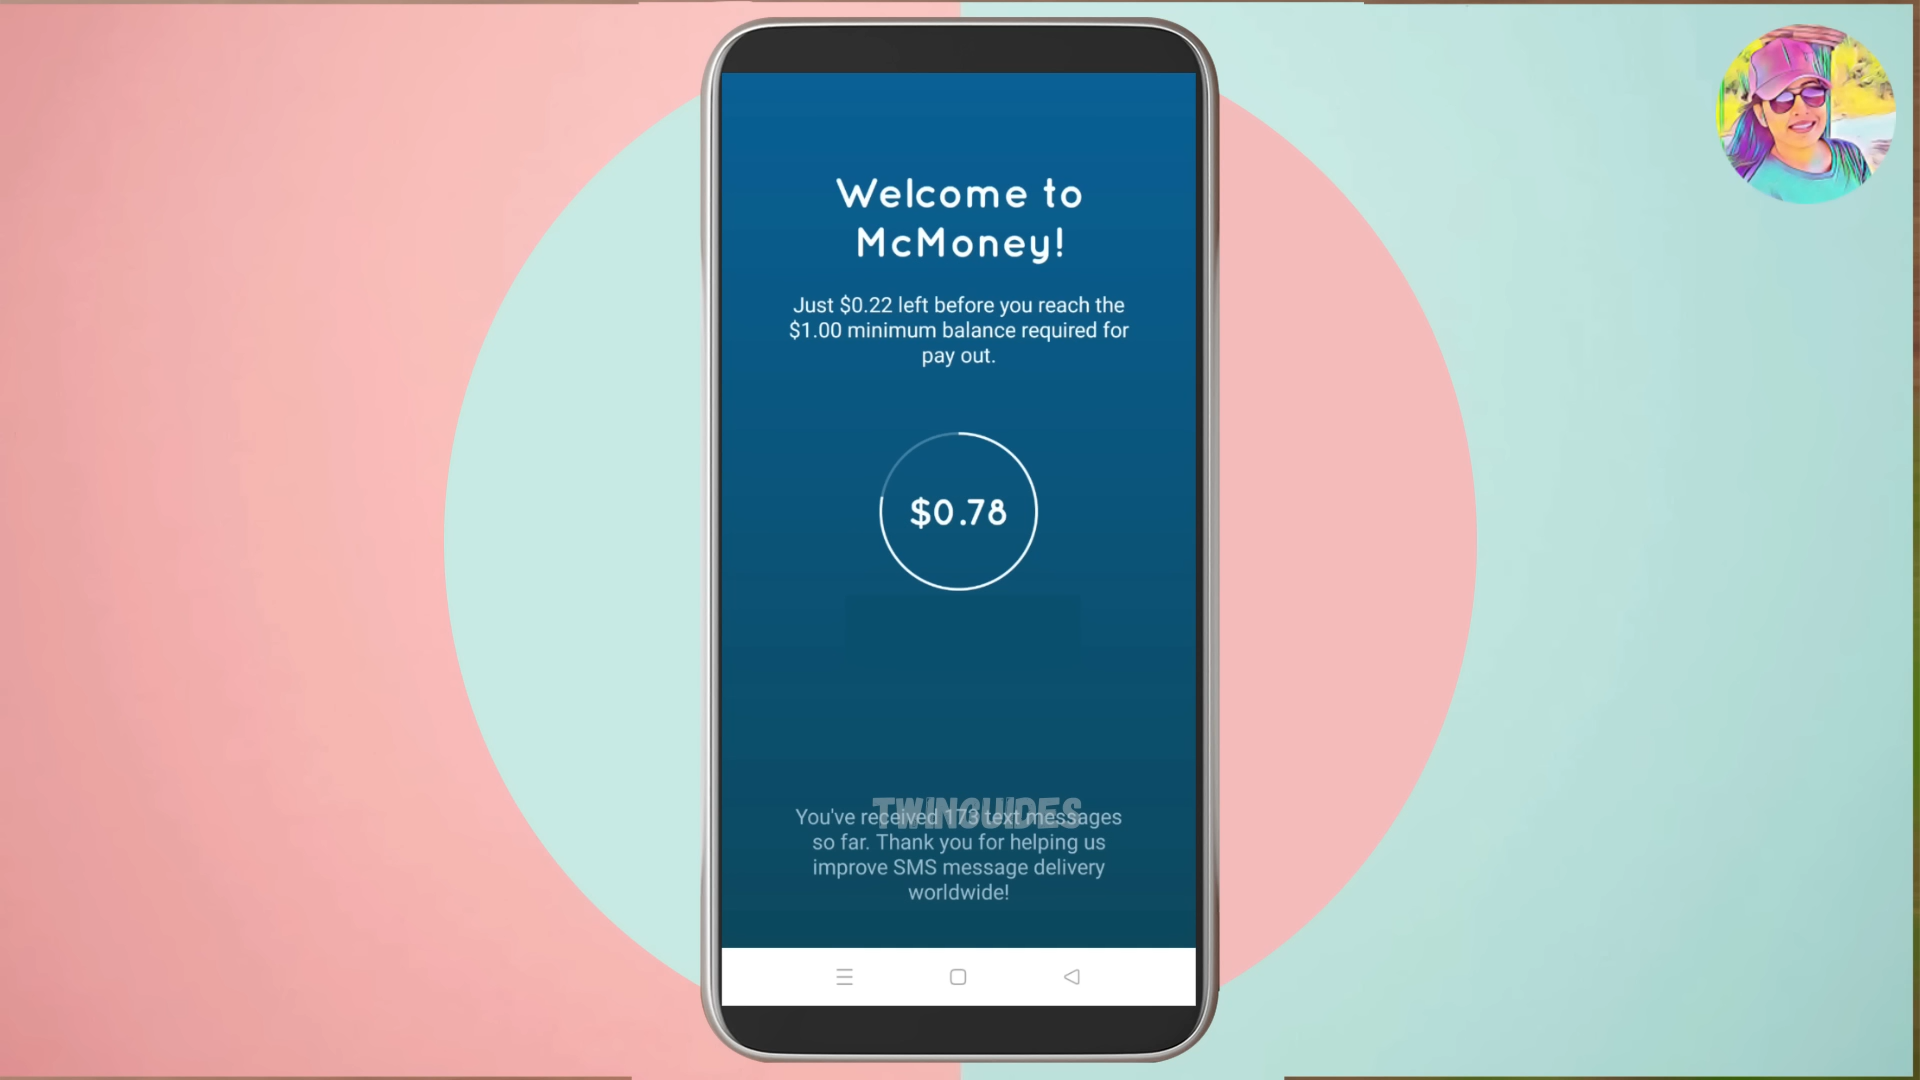 Welcome to
McMoney!
Just $0.22 left before you reach the
$1.00 minimum balance required for
pay out.
$0.78
TWINGUIDES
You've received 173 text messages
so far. Thank you for helping us
improve SMS message delivery
worldwide!